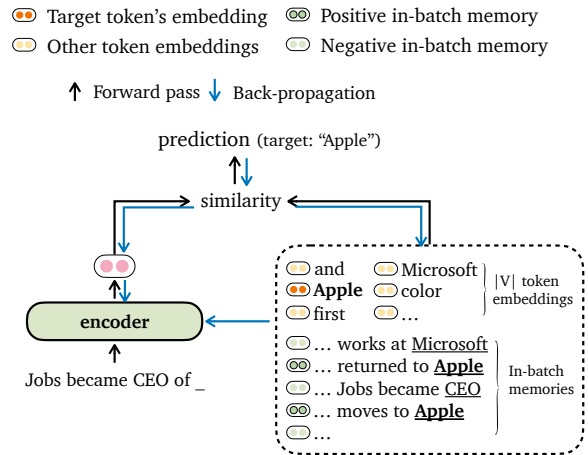 Target token's embedding
Positive in-batch memory
Other token embeddings
Negative in-batch memory
Forward pass
Back-propagation
prediction (target: “Apple”)
similarity
encoder
Jobs became CEO of _
and
Microsoft
Apple
color
first
...
|V| token
embeddings
... works at Microsoft
... returned to Apple
... Jobs became CEO
... moves to Apple
...
In-batch
memories